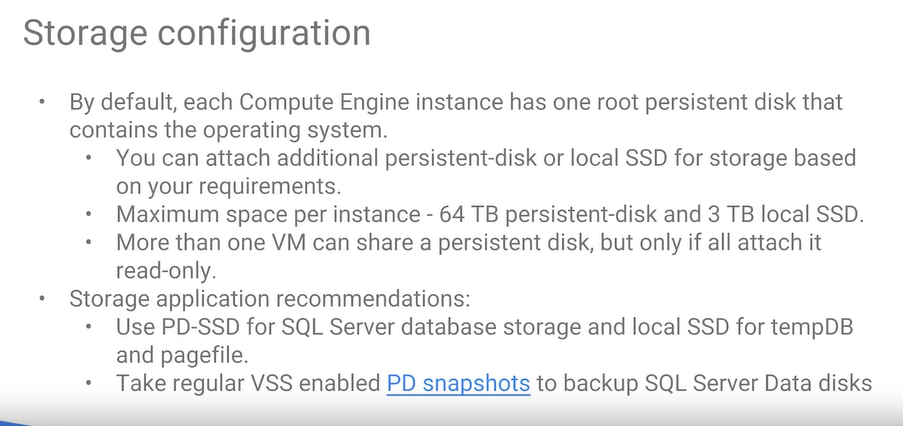 Storage configuration
• By default, each Compute Engine instance has one root persistent disk that
contains the operating system.
• You can attach additional persistent-disk or local SSD for storage based
on your requirements.
• Maximum space per instance - 64 TB persistent-disk and 3 TB local SSD.
• More than one VM can share a persistent disk, but only if all attach it
read-only.
• Storage application recommendations:
• Use PD-SSD for SQL Server database storage and local SSD for tempDB
and pagefile.
• Take regular VSS enabled PD snapshots to backup SQL Server Data disks